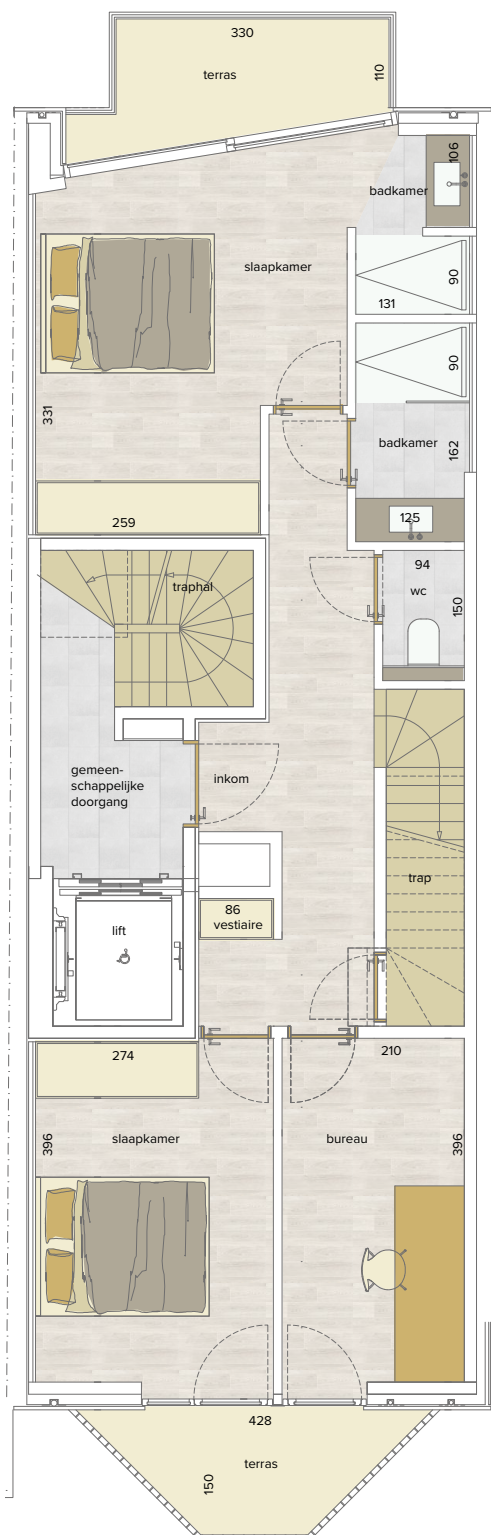 330
terras
110
106
badkamer
slaapkamer
90
131
90
331
badkamer
162
259
125
traphal
94
wc
150
gemeen-
schappelijke
doorgang
inkom
trap
86
vestiaire
lift
274
210
396
slaapkamer
bureau
396
428
terras
150